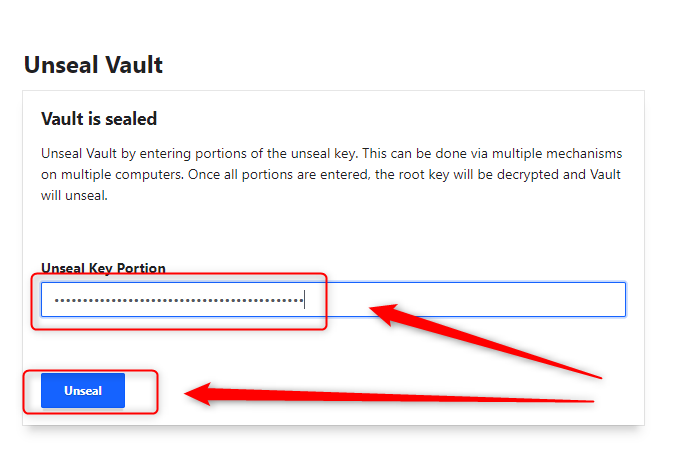 Unseal Vault
Vault is sealed
Unseal Vault by entering portions of the unseal key. This can be done via multiple mechanisms
on multiple computers. Once all portions are entered, the root key will be decrypted and Vault
will unseal.
Unseal Key Portion
Unseal